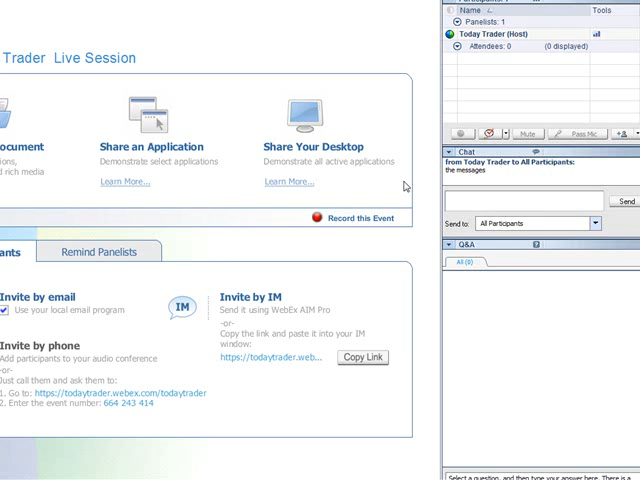 Trader Live Session
ocument
ions,
d rich media
Share an Application
Demonstrate select applications
Learn More...
Share Your Desktop
Demonstrate all active applications
Learn More...
Record this Event
ants
Remind Panelists
Invite by email
Use your local email program
Invite by phone
Add participants to your audio conference
-or-
Just call them and ask them to:
1. Go to: https://todaytrader.webex.com/todaytrader
2. Enter the event number: 664 243 414
IM
Invite by IM
Send it using WebEx AIM Pro
-or-
Copy the link and paste it into your IM
window:
https://todaytrader.web...
Copy Link
Name
Tools
Panelists: 1
Today Trader (Host)
Attendees: 0 (0 displayed)
Mute
Pass Mic
Chat
from Today Trader to All Participants:
the messages
Send
Send to:
All Participants
Q&A
All (0)
Select a question, and then type your answer here. There is a